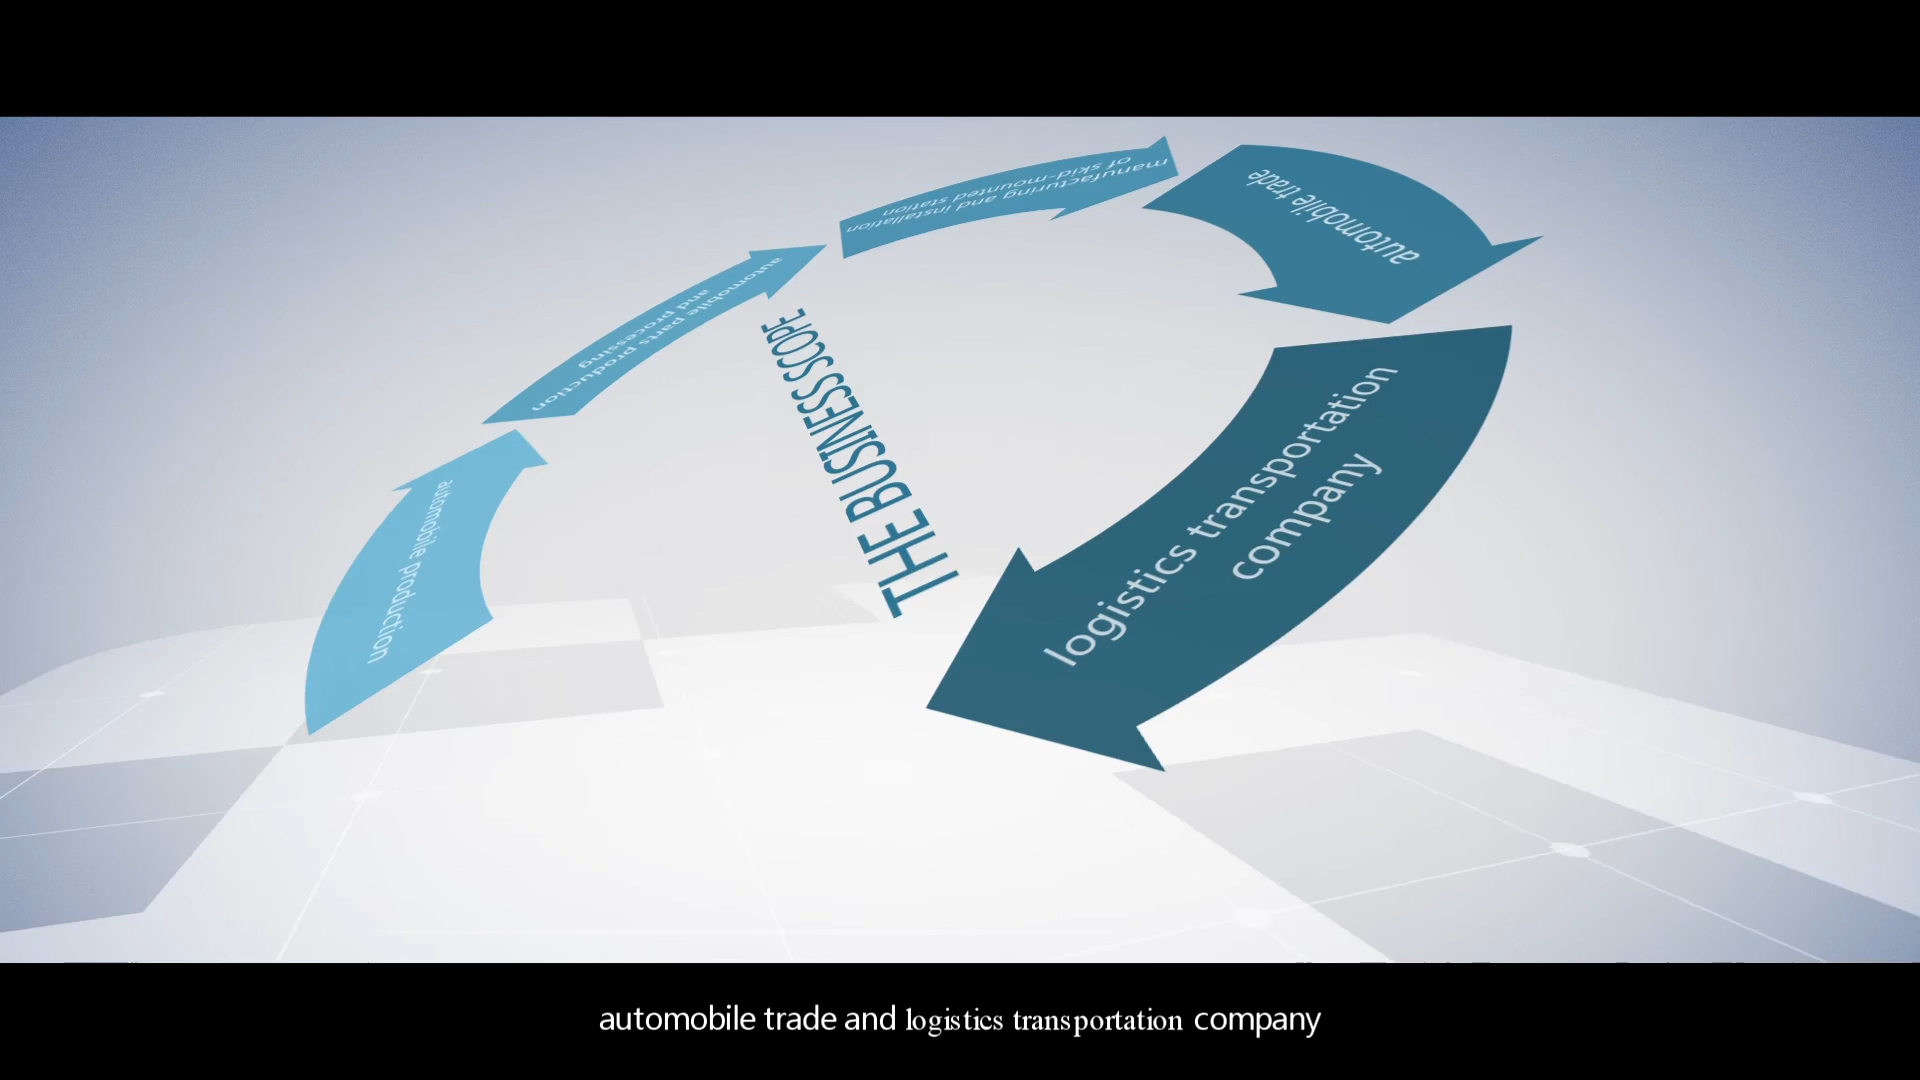 manufacturing and installation
of skid-mounted station
automobile trade
automobile parts production
and processing
THE BUSINESS SCOPE
logistics transportation
company
automobile production
automobile trade and logistics transportation company